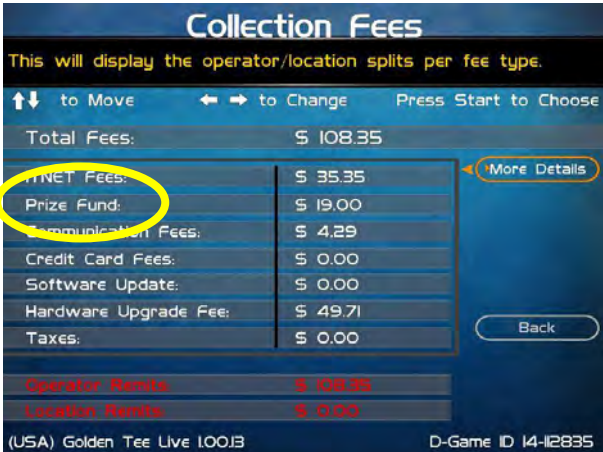 Collection Fees
This will display the operator/location splits per fee type.
to Move to Change Press Start to Choose
Total Fees: $ 108.35
ITNET Fees: $ 35.35
More Details
Prize Fund: $ 19.00
Communication Fees: $ 4.29
Credit Card Fees: $ 0.00
Software Update: $ 0.00
Hardware Upgrade Fee: $ 49.71
Back
Taxes: $ 0.00
Operator Remits: $ 108.35
Location Remits: $ 0.00
(USA) Golden Tee Live 1.00.13 D-Game ID 14-112835